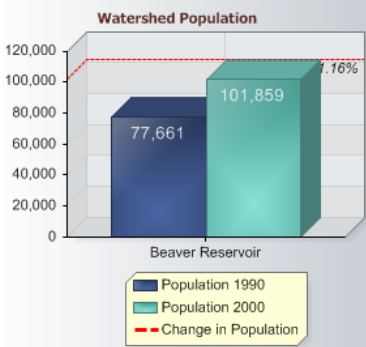 Watershed Population
120,000
100,000
80,000
60,000
40,000
20,000
0
1.16%
77,661
101,859
Beaver Reservoir
Population 1990
Population 2000
Change in Population